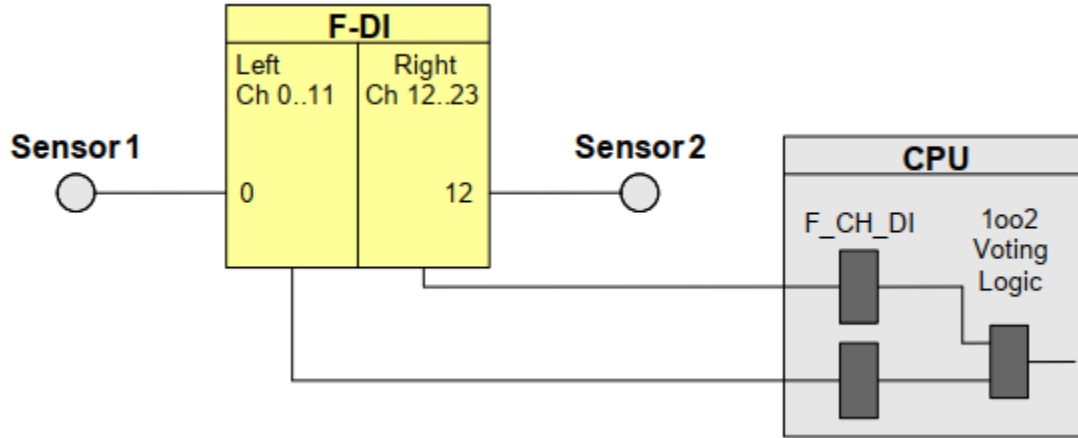 F-DI
Left
Ch 0..11
Right
Ch 12..23
Sensor 1
0
12
Sensor 2
CPU
F_CH_DI
1oo2
Voting
Logic